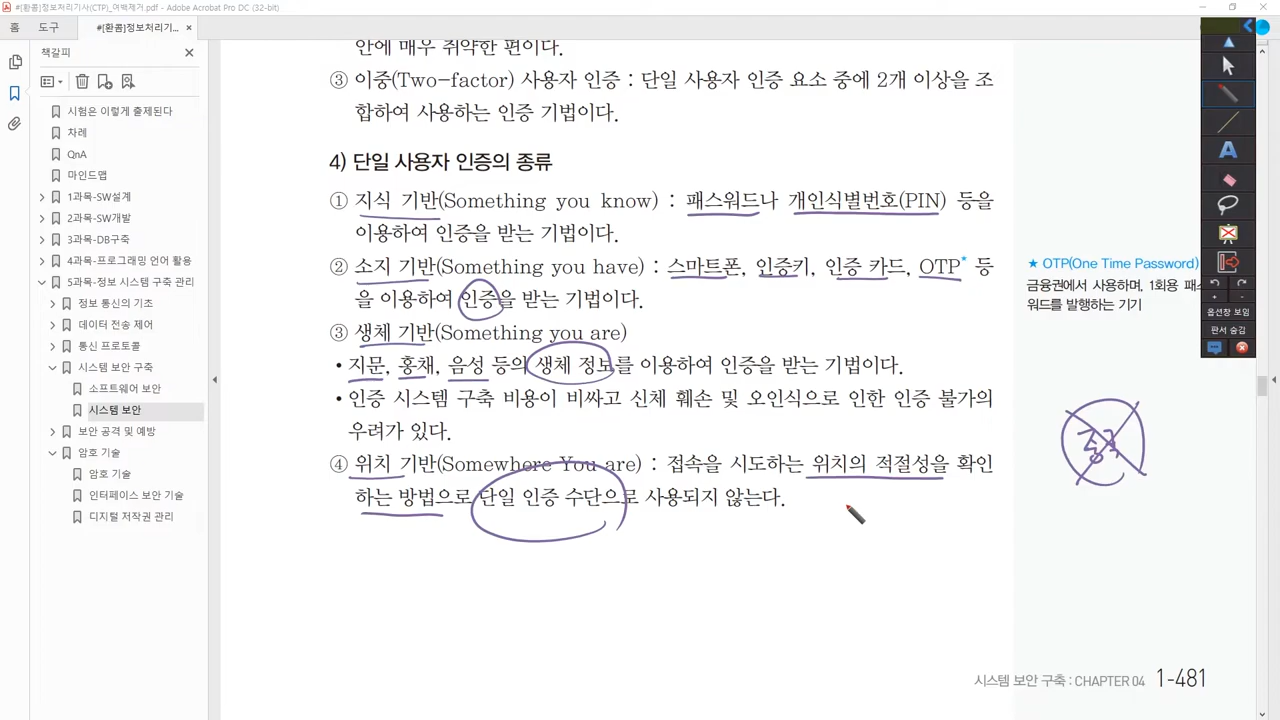 #[환콤]정보처리기사(CTP)_여백제거.pdf - Adobe Acrobat Pro DC (32-bit)
홈 도구 #[환콤]정보처리기... ×
책갈피 ×
시험은 이렇게 출제된다
차례
QnA
마인드맵
1과목-SW설계
2과목-SW개발
3과목-DB구축
4과목-프로그래밍 언어 활용
5과목-정보 시스템 구축 관리
정보 통신의 기초
데이터 전송 제어
통신 프로토콜
시스템 보안 구축
소프트웨어 보안
시스템 보안
보안 공격 및 예방
암호 기술
암호 기술
인터페이스 보안 기술
디지털 저작권 관리
안에 매우 취약한 편이다.
③ 이중(Two-factor) 사용자 인증 : 단일 사용자 인증 요소 중에 2개 이상을 조
합하여 사용하는 인증 기법이다.
4) 단일 사용자 인증의 종류
① 지식 기반(Something you know) : 패스워드나 개인식별번호(PIN) 등을
이용하여 인증을 받는 기법이다.
② 소지 기반(Something you have) : 스마트폰, 인증키, 인증 카드, OTP* 등
을 이용하여 인증을 받는 기법이다.
③ 생체 기반(Something you are)
• 지문, 홍채, 음성 등의 생체 정보를 이용하여 인증을 받는 기법이다.
• 인증 시스템 구축 비용이 비싸고 신체 훼손 및 오인식으로 인한 인증 불가의
우려가 있다.
④ 위치 기반(Somewhere You are) : 접속을 시도하는 위치의 적절성을 확인
하는 방법으로 단일 인증 수단으로 사용되지 않는다.
★ OTP(One Time Password)
금융권에서 사용하며, 1회용 패스
워드를 발행하는 기기
시스템 보안 구축 : CHAPTER 04 1-481
A
옵션창 보임
판서 숨김